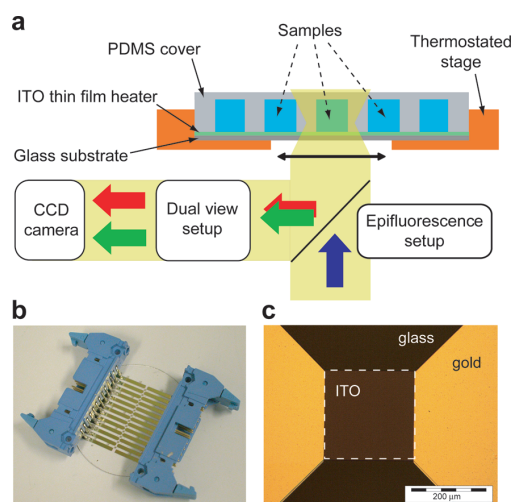 a
Samples
PDMS cover
Thermostated
stage
ITO thin film heater
Glass substrate
CCD
camera
Dual view
setup
Epifluorescence
setup
b
c
glass
gold
ITO
200 µm